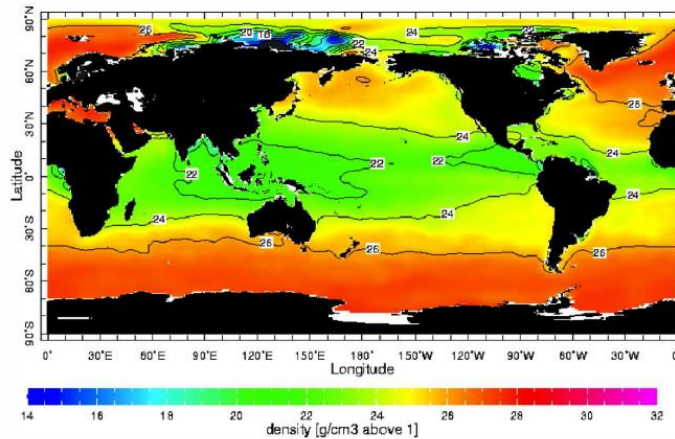 90°N
60°N
30°N
0°
30°S
60°S
90°S
Latitude
26
20
16
22
24
24
22
26
24
24
22
22
22
24
24
24
26
26
26
0°
30°E
60°E
90°E
120°E
150°E
180°
150°W
120°W
90°W
60°W
30°W
Longitude
14
16
18
20
22
24
26
28
30
32
density [g/cm3 above 1]